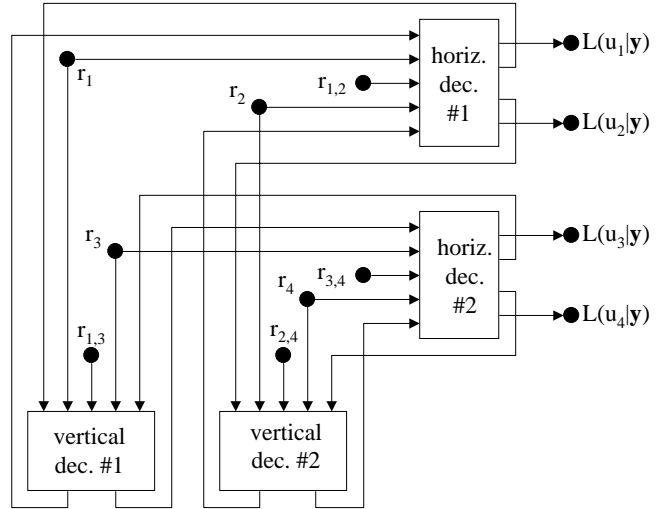 horiz.
dec.
#1
L(u₁|y)
L(u₂|y)
r₁
r₁,₂
r₂
horiz.
dec.
#2
L(u₃|y)
L(u₄|y)
r₃
r₃,₄
r₄
r₁,₃
r₂,₄
vertical
dec. #1
vertical
dec. #2